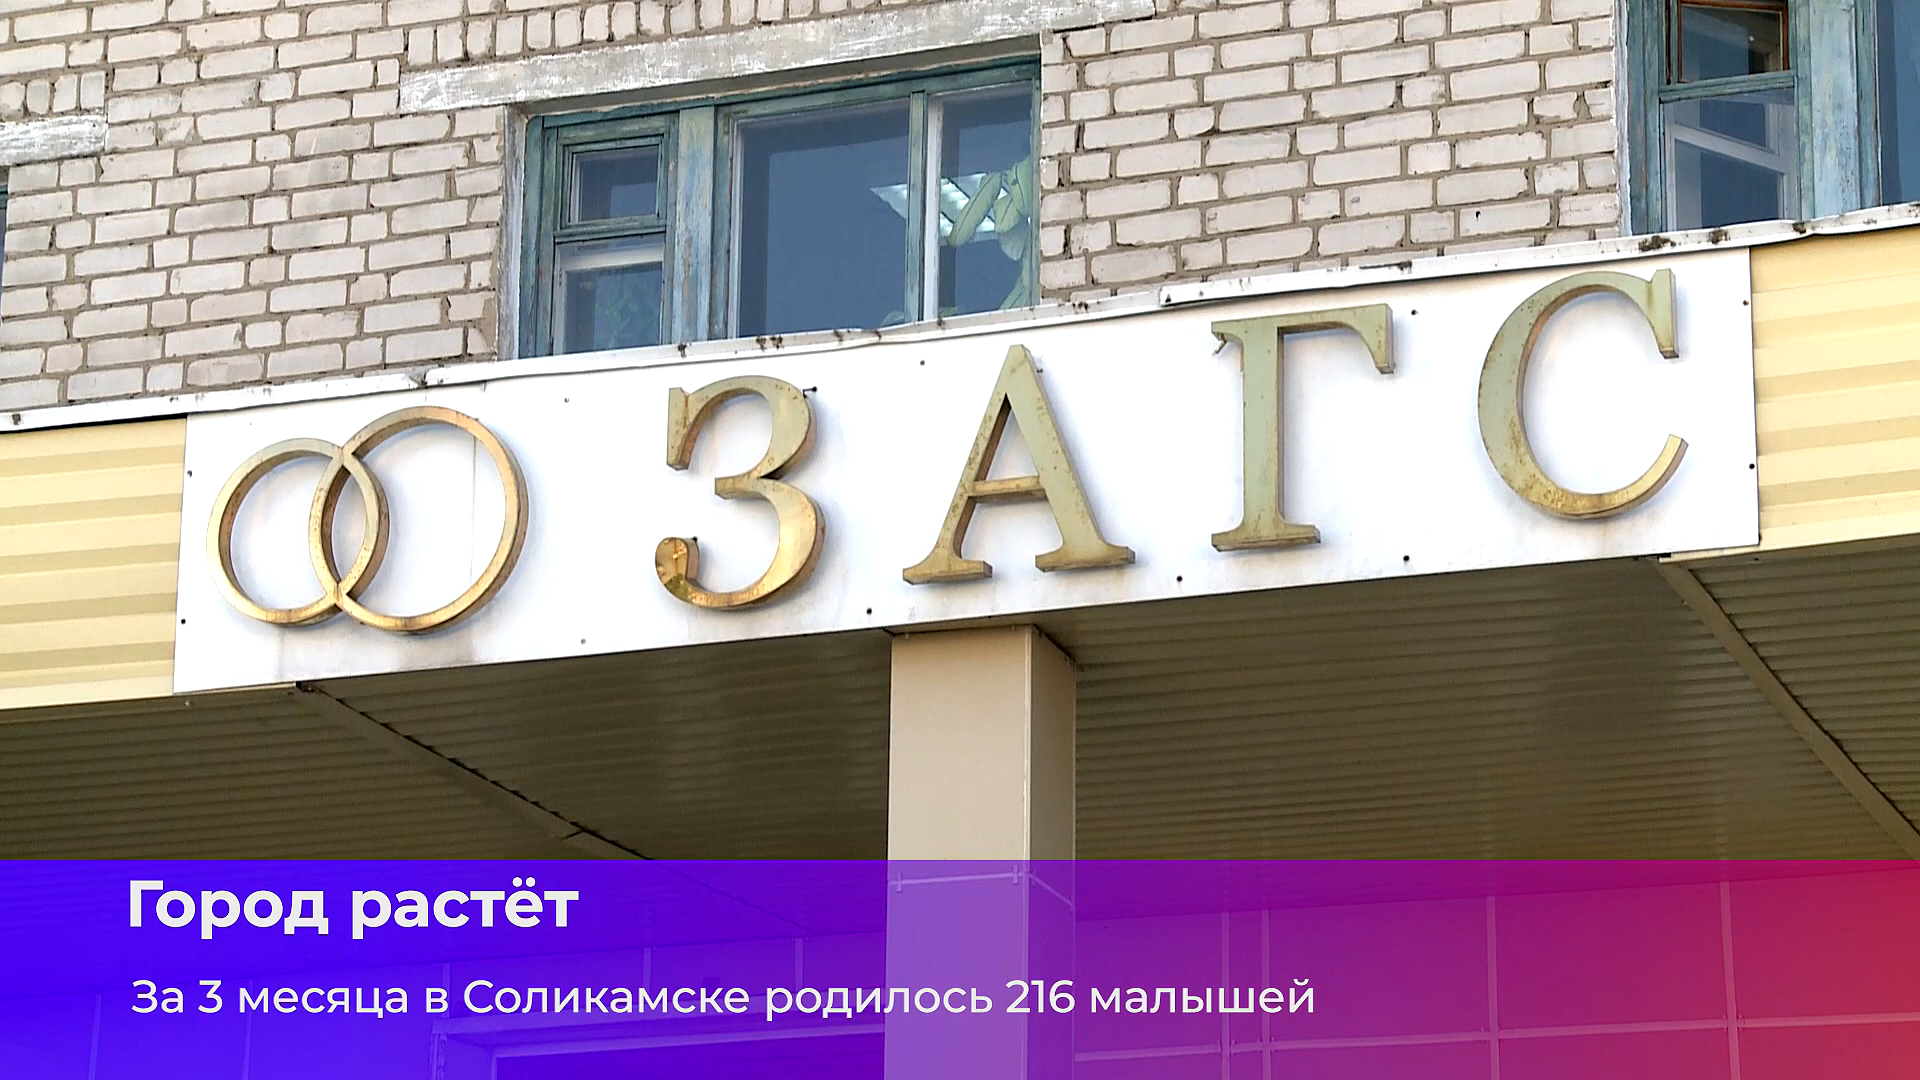 ЗАГС
Город растёт
За 3 месяца в Соликамске родилось 216 малышей